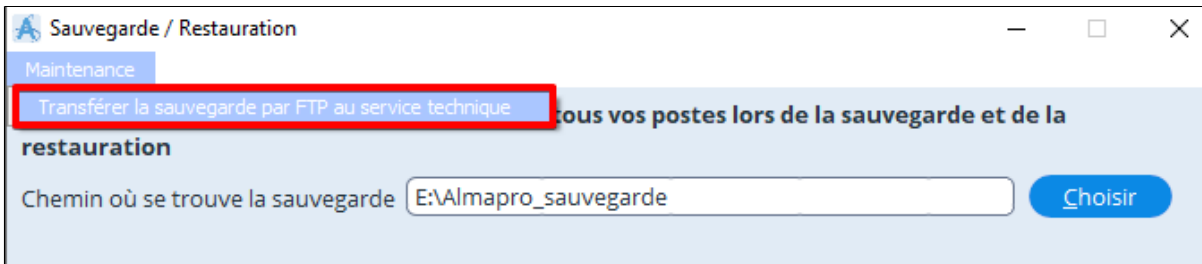 Sauvegarde / Restauration
Maintenance
Transférer la sauvegarde par FTP au service technique
tous vos postes lors de la sauvegarde et de la
restauration
Chemin où se trouve la sauvegarde E:\Almapro_sauvegarde Choisir